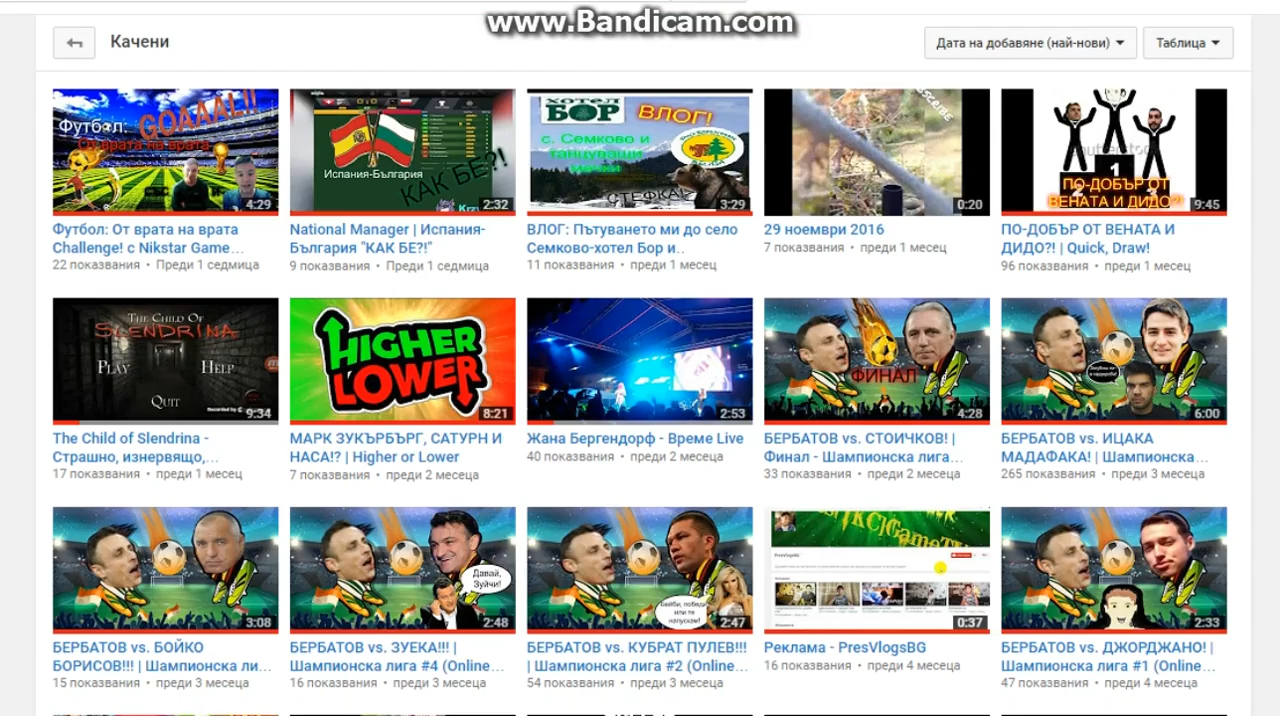 www.Bandicam.com
Качени
Дата на добавяне (най-нови)
Таблица
GOAAAL!!
Футбол:
От врата на врата
4:29
Испания-България
КАК БЕ?!
2:32
ХОТЕЛ
БОР
ВЛОГ!
с. Семково и
танцуващи
мечки
СТЕФКА!
3:29
0:20
1
ПО-ДОБЪР ОТ
ВЕНАТА И ДИДО?!
9:45
Футбол: От врата на врата
Challenge! с Nikstar Game...
22 показвания • Преди 1 седмица
National Manager | Испания-
България "КАК БЕ?!"
9 показвания • Преди 1 седмица
ВЛОГ: Пътуването ми до село
Семково-хотел Бор и..
11 показвания • преди 1 месец
29 ноември 2016
7 показвания • преди 1 месец
ПО-ДОБЪР ОТ ВЕНАТА И
ДИДО?! | Quick, Draw!
96 показвания • преди 1 месец
THE CHILD OF
SLENDRINA
PLAY
HELP
QUIT
Recorded by
9:34
HIGHER
LOWER
8:21
2:53
ФИНАЛ
4:28
6:00
The Child of Slendrina -
Страшно, изнервящо,...
17 показвания • преди 1 месец
МАРК ЗУКЪРБЪРГ, САТУРН И
НАСА!? | Higher or Lower
7 показвания • преди 2 месеца
Жана Бергендорф - Време Live
40 показвания • преди 2 месеца
БЕРБАТОВ vs. СТОИЧКОВ! |
Финал - Шампионска лига...
33 показвания • преди 2 месеца
БЕРБАТОВ vs. ИЦАКА
МАДАФАКА! | Шампионска...
265 показвания • преди 3 месеца
3:08
Давай,
Зуйчи!
2:48
Бейби, победи
или те
напускам!
2:47
PresVlogsBG
0:37
2:33
БЕРБАТОВ vs. БОЙКО
БОРИСОВ!!! | Шампионска ли...
15 показвания • преди 3 месеца
БЕРБАТОВ vs. ЗУЕКА!!! |
Шампионска лига #4 (Online...
16 показвания • преди 3 месеца
БЕРБАТОВ vs. КУБРАТ ПУЛЕВ!!!
| Шампионска лига #2 (Online...
54 показвания • преди 3 месеца
Реклама - PresVlogsBG
16 показвания • преди 4 месеца
БЕРБАТОВ vs. ДЖОРДЖАНО! |
Шампионска лига #1 (Online...
47 показвания • преди 4 месеца